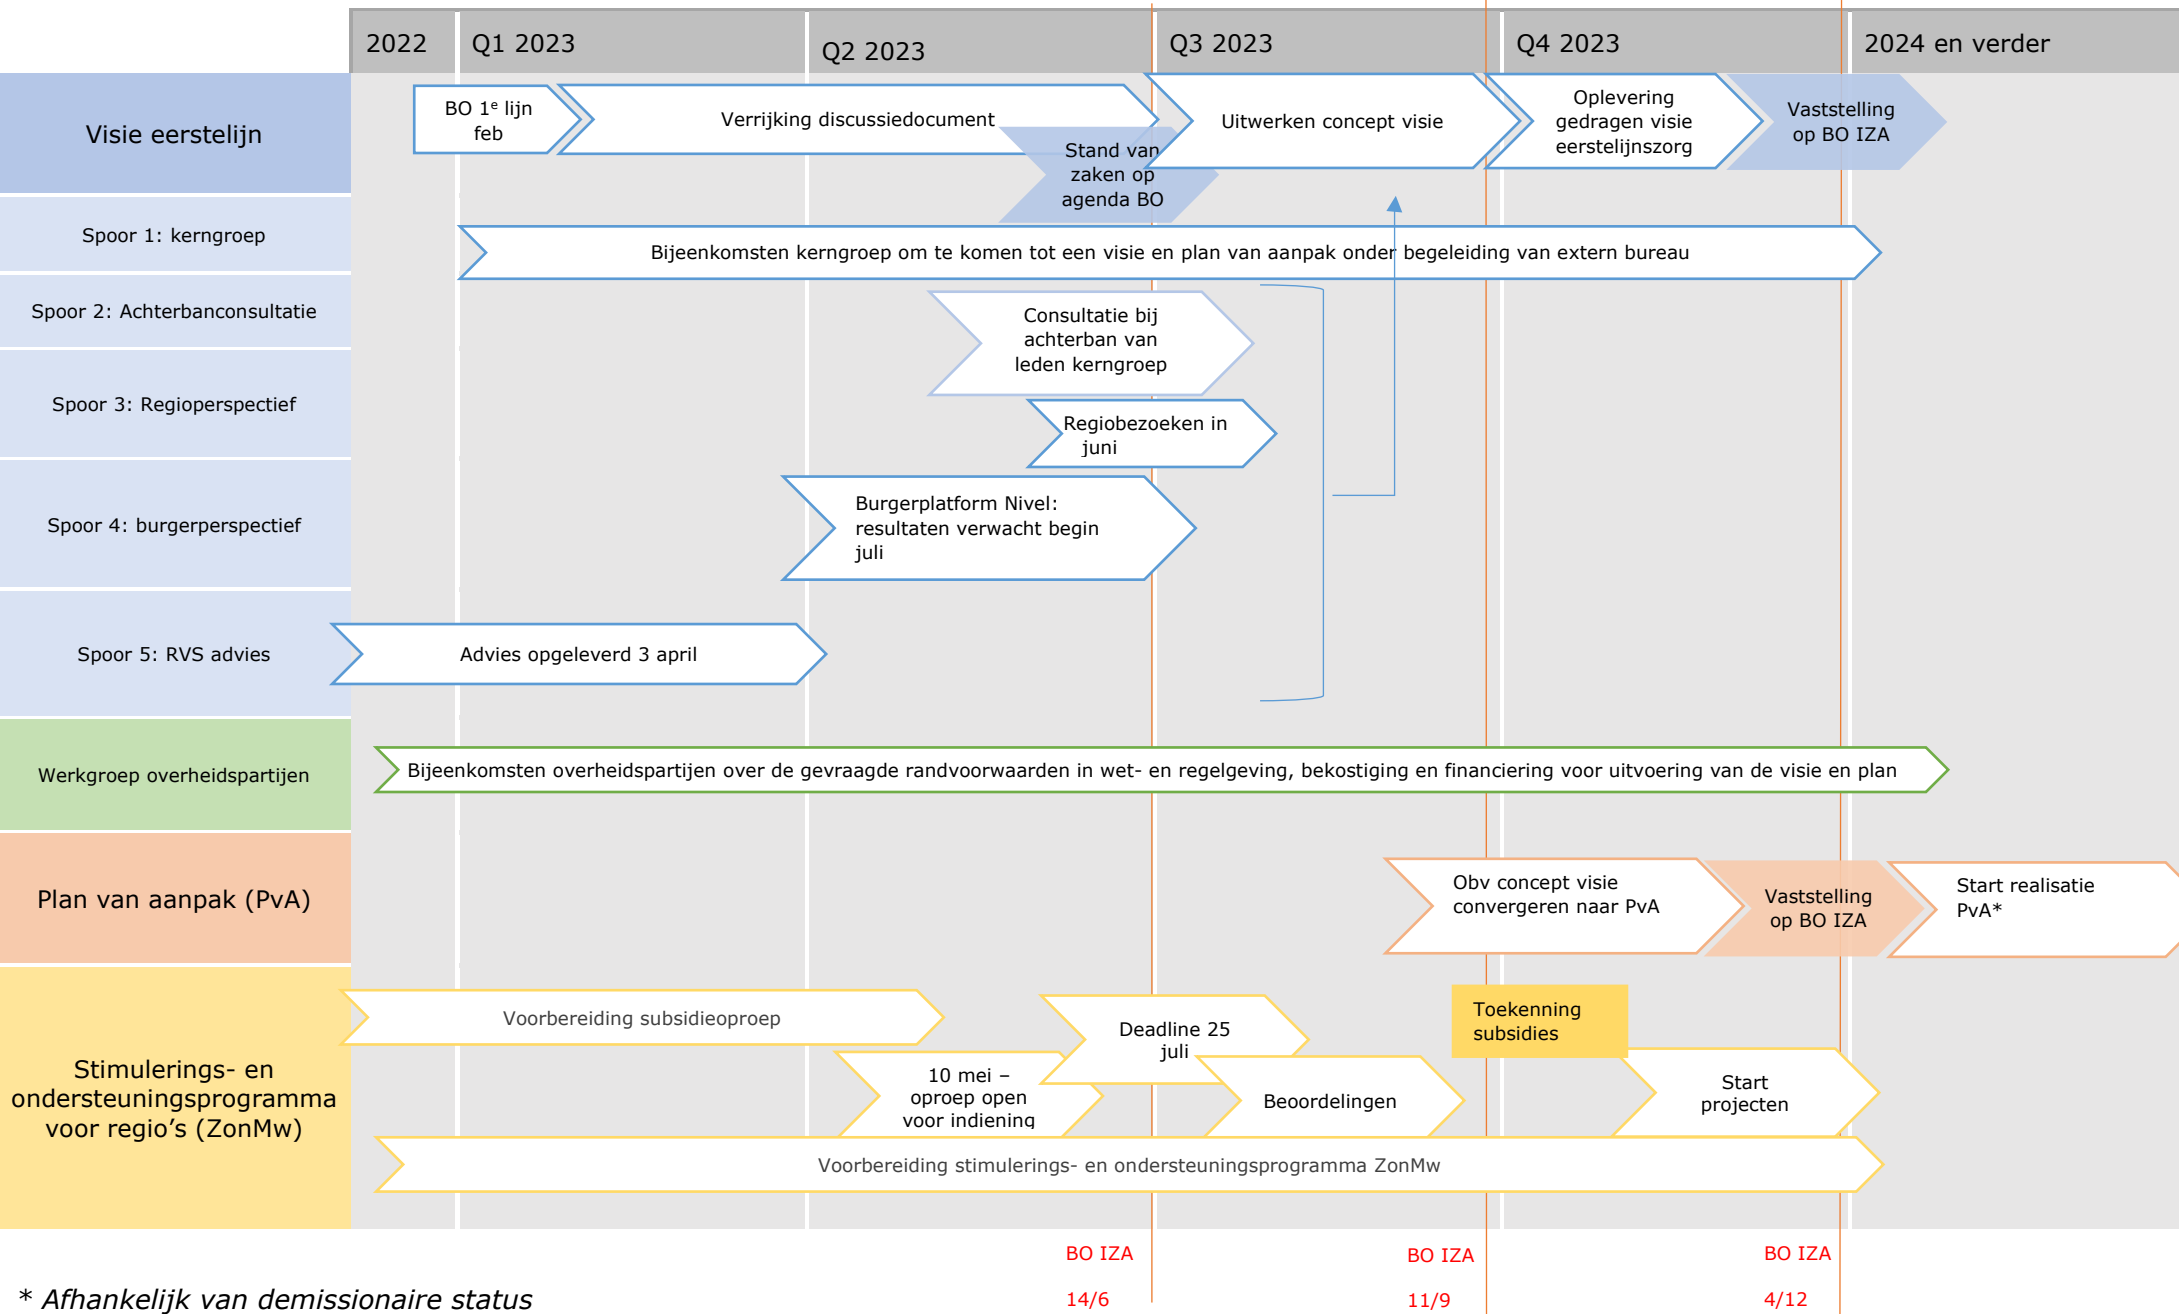 2022
Q1 2023
Q2 2023
Q3 2023
Q4 2023
2024 en verder
Visie eerstelijn
BO 1e lijn
feb
Verrijking discussiedocument
Stand van
zaken op
agenda BO
Uitwerken concept visie
Oplevering
gedragen visie
eerstelijnszorg
Vaststelling
op BO IZA
Spoor 1: kerngroep
Bijeenkomsten kerngroep om te komen tot een visie en plan van aanpak onder begeleiding van extern bureau
Spoor 2: Achterbanconsultatie
Consultatie bij
achterban van
leden kerngroep
Spoor 3: Regioperspectief
Regiobezoeken in
juni
Spoor 4: burgerperspectief
Burgerplatform Nivel:
resultaten verwacht begin
juli
Spoor 5: RVS advies
Advies opgeleverd 3 april
Werkgroep overheidspartijen
Bijeenkomsten overheidspartijen over de gevraagde randvoorwaarden in wet- en regelgeving, bekostiging en financiering voor uitvoering van de visie en plan
Plan van aanpak (PvA)
Obv concept visie
convergeren naar PvA
Vaststelling
op BO IZA
Start realisatie
PvA*
Stimulerings- en
ondersteuningsprogramma
voor regio's (ZonMw)
Voorbereiding subsidieoproep
10 mei –
oproep open
voor indiening
Deadline 25
juli
Beoordelingen
Toekenning
subsidies
Start
projecten
Voorbereiding stimulerings- en ondersteuningsprogramma ZonMw
BO IZA
14/6
BO IZA
11/9
BO IZA
4/12
* Afhankelijk van demissionaire status